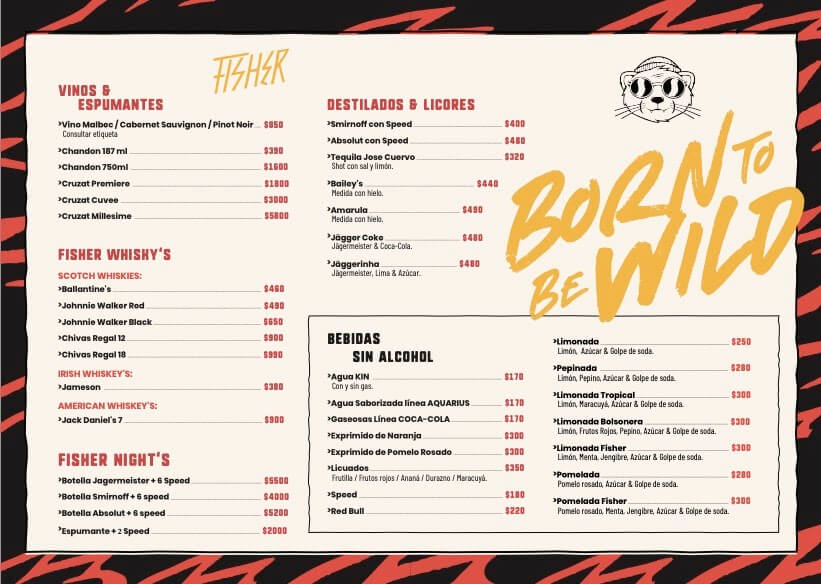 FISHER
VINOS &
ESPUMANTES
>Vino Malbec / Cabernet Sauvignon / Pinot Noir $850
Consultar etiqueta
>Chandon 187 ml $390
>Chandon 750ml $1600
>Cruzat Premiere $1800
>Cruzat Cuvee $3000
>Cruzat Millesime $5800
FISHER WHISKY'S
SCOTCH WHISKIES:
>Ballantine's $460
>Johnnie Walker Red $490
>Johnnie Walker Black $650
>Chivas Regal 12 $900
>Chivas Regal 18 $990
IRISH WHISKEY'S:
>Jameson $380
AMERICAN WHISKEY'S:
>Jack Daniel's 7 $900
FISHER NIGHT'S
>Botella Jagermeister + 6 Speed $5500
>Botella Smirnoff + 6 speed $4000
>Botella Absolut + 6 speed $5200
>Espumante + 2 Speed $2000
DESTILADOS & LICORES
>Smirnoff con Speed $400
>Absolut con Speed $480
>Tequila Jose Cuervo $320
Shot con sal y limón.
>Bailey's $440
Medida con hielo.
>Amarula $490
Medida con hielo.
>Jägger Coke $480
Jägermeister & Coca-Cola.
>Jäggerinha $480
Jägermeister, Lima & Azúcar.
BORN TO
BE WILD
BEBIDAS
SIN ALCOHOL
>Agua KIN $170
Con y sin gas.
>Agua Saborizada línea AQUARIUS $170
>Gaseosas Línea COCA-COLA $170
>Exprimido de Naranja $300
>Exprimido de Pomelo Rosado $300
>Licuados $350
Frutilla / Frutos rojos / Ananá / Durazno / Maracuyá.
>Speed $180
>Red Bull $220
>Limonada $250
Limón, Azúcar & Golpe de soda.
>Pepinada $280
Limón, Pepino, Azúcar & Golpe de soda.
>Limonada Tropical $300
Limón, Maracuyá, Azúcar & Golpe de soda.
>Limonada Bolsonera $300
Limón, Frutos Rojos, Pepino, Azúcar & Golpe de soda.
>Limonada Fisher $300
Limón, Menta, Jengibre, Azúcar & Golpe de soda.
>Pomelada $280
Pomelo rosado, Azúcar & Golpe de soda.
>Pomelada Fisher $300
Pomelo rosado, Menta, Jengibre, Azúcar & Golpe de soda.